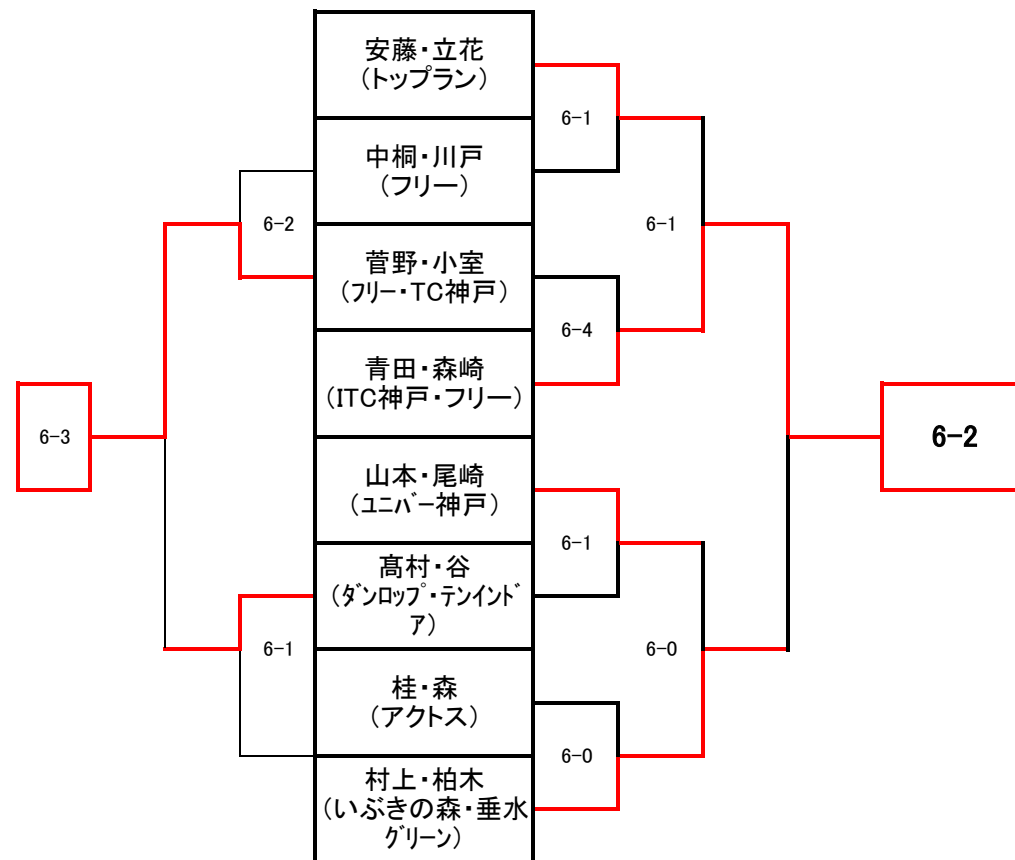 安藤・立花
(トップラン)
6-1
中桐・川戸
(フリー)
6-2
6-1
菅野・小室
(ﾌﾘｰ・TC神戸)
6-4
青田・森崎
(ITC神戸・フリー)
6-3
6-2
山本・尾崎
(ﾕﾆﾊﾞｰ神戸)
6-1
髙村・谷
(ﾀﾞﾝﾛｯﾌﾟ・ﾃﾝｲﾝﾄﾞ
ｱ)
6-1
6-0
桂・森
(アクトス)
6-0
村上・柏木
(いぶきの森・垂水
ｸﾞﾘｰﾝ)